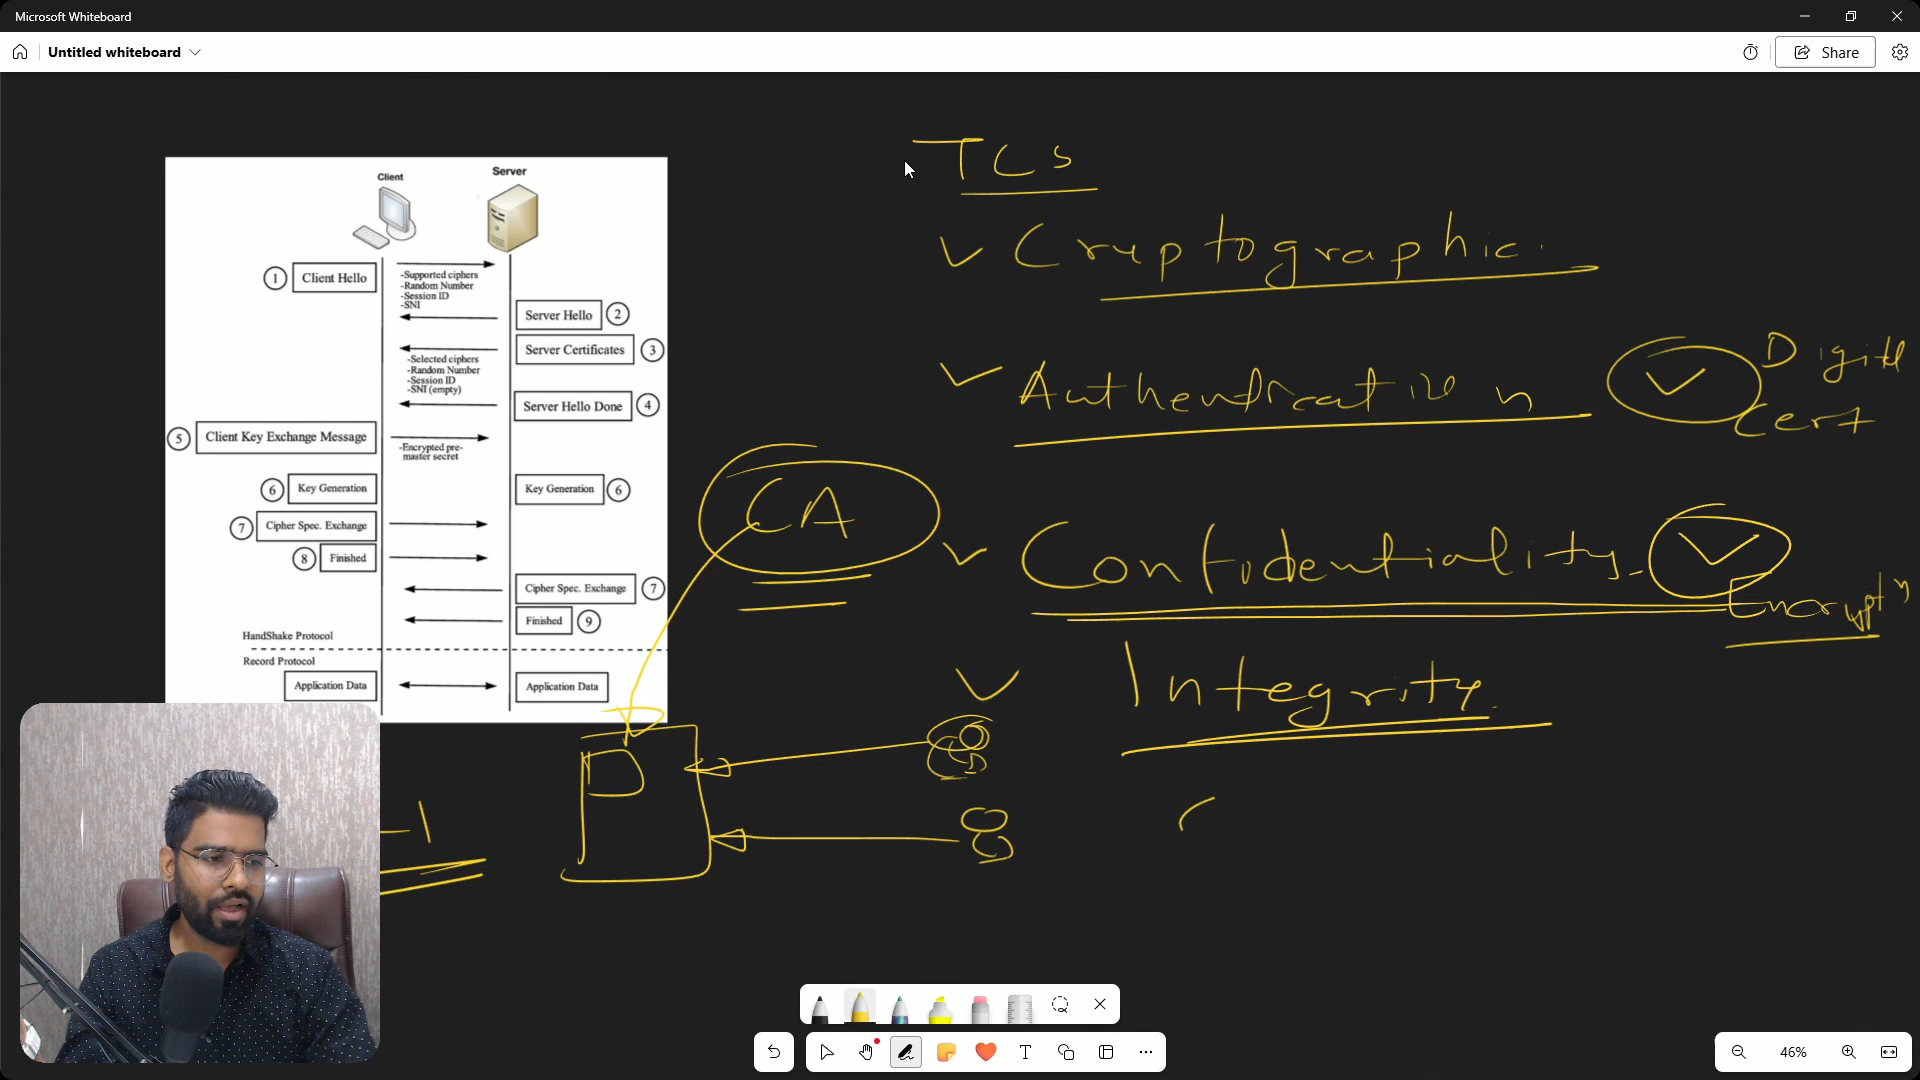 Microsoft Whiteboard
Untitled whiteboard
Share
Client
Server
1 Client Hello
-Supported ciphers
-Random Number
-Session ID
-SNI
Server Hello 2
Server Certificates 3
-Selected ciphers
-Random Number
-Session ID
-SNI (empty)
Server Hello Done 4
5 Client Key Exchange Message
-Encrypted pre-
master secret
6 Key Generation
Key Generation 6
7 Cipher Spec. Exchange
8 Finished
Cipher Spec. Exchange 7
Finished 9
HandShake Protocol
Record Protocol
Application Data
Application Data
TCS
Cryptographic.
Authentication
Digital
Cert
CA
Confidentiality
Encrypt n
Integrity.
D
-1
T
46%